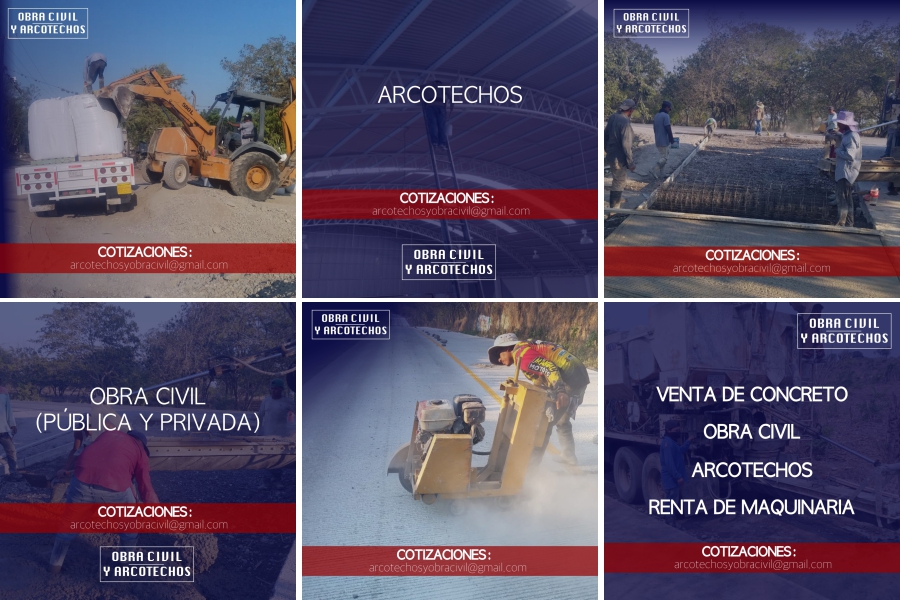 OBRA CIVIL
Y ARCOTECHOS
COTIZACIONES:
arcotechosyobracivil@gmail.com
ARCOTECHOS
COTIZACIONES:
arcotechosyobracivil@gmail.com
OBRA CIVIL
Y ARCOTECHOS
OBRA CIVIL
Y ARCOTECHOS
COTIZACIONES:
arcotechosyobracivil@gmail.com
OBRA CIVIL
(PÚBLICA Y PRIVADA)
COTIZACIONES:
arcotechosyobracivil@gmail.com
OBRA CIVIL
Y ARCOTECHOS
OBRA CIVIL
Y ARCOTECHOS
COTIZACIONES:
arcotechosyobracivil@gmail.com
OBRA CIVIL
Y ARCOTECHOS
VENTA DE CONCRETO
OBRA CIVIL
ARCOTECHOS
RENTA DE MAQUINARIA
COTIZACIONES:
arcotechosyobracivil@gmail.com